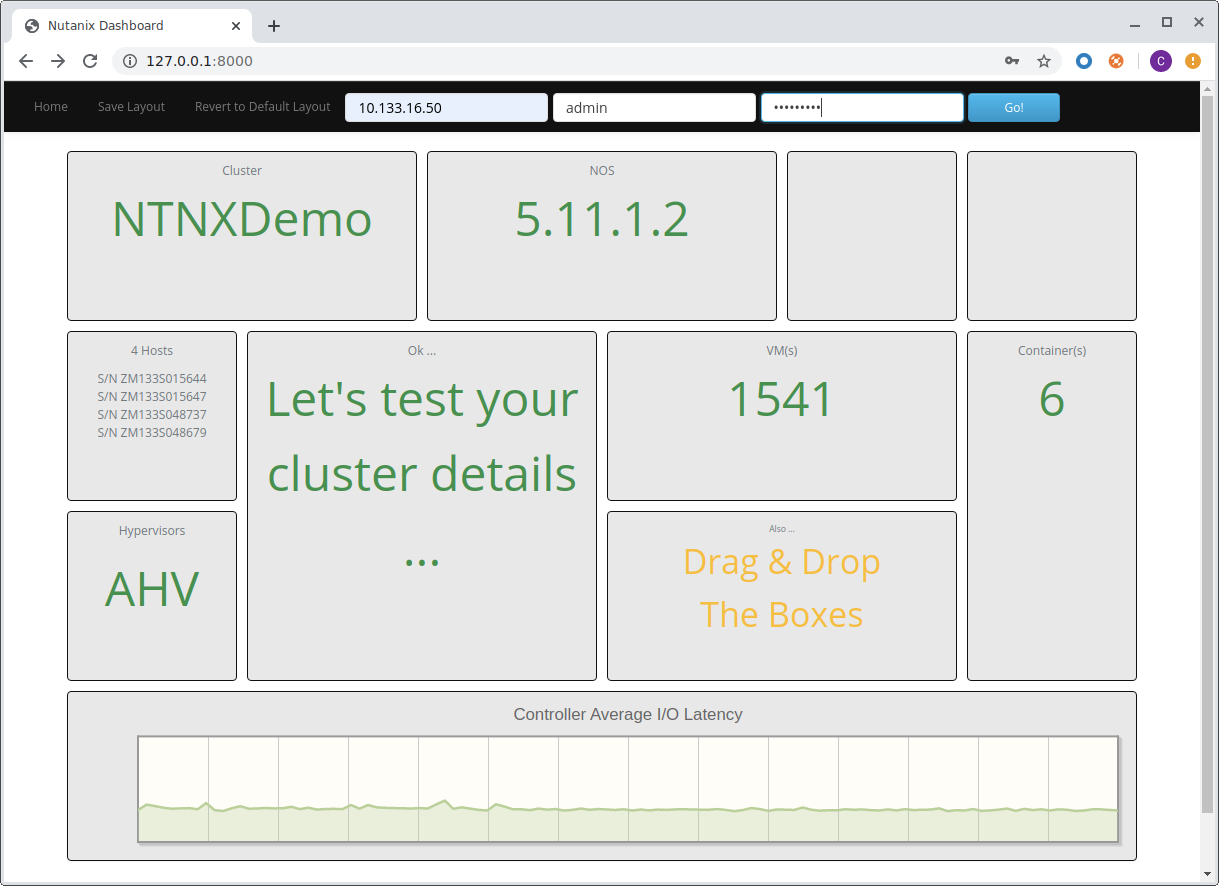 Nutanix Dashboard
127.0.0.1:8000
C
Home Save Layout Revert to Default Layout 10.133.16.50 admin ••••••••• Go!
Cluster
NTNXDemo
NOS
5.11.1.2
4 Hosts
S/N ZM133S015644
S/N ZM133S015647
S/N ZM133S048737
S/N ZM133S048679
Ok ...
Let's test your
cluster details
...
VM(s)
1541
Container(s)
6
Hypervisors
AHV
Also ...
Drag & Drop
The Boxes
Controller Average I/O Latency